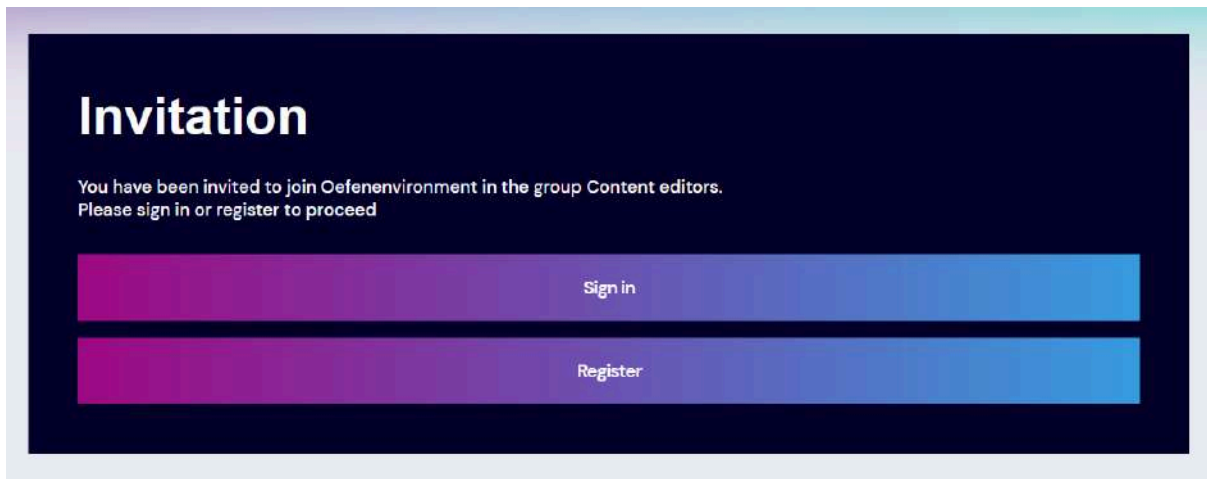 Invitation
You have been invited to join Oefenenvironment in the group Content editors.
Please sign in or register to proceed
Sign in
Register